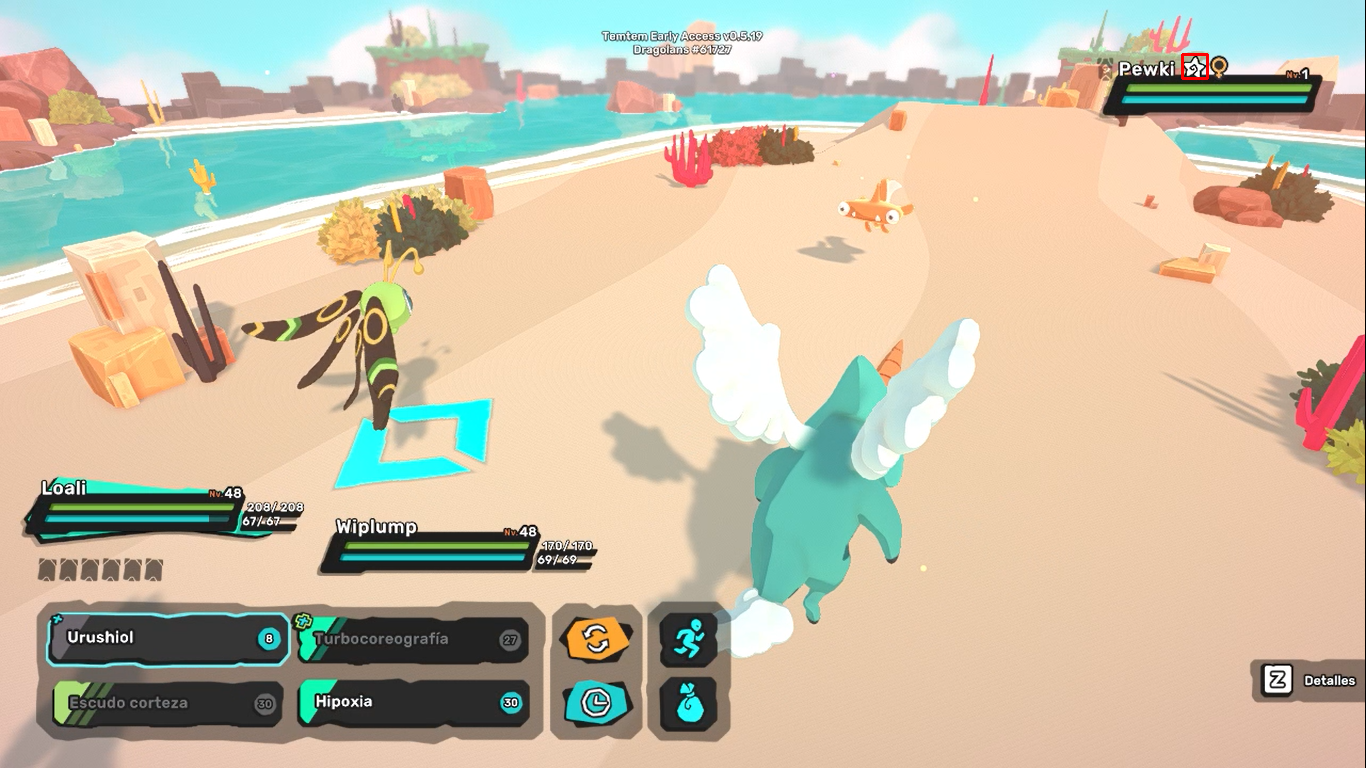 Temtem Early Access v0.5.19
Dragolans #61727
Pewki
Nv.1
Loali
Nv.48
208/208
67/67
Wiplump
Nv.48
170/170
69/69
Urushiol
8
Turbocoreografía
27
Escudo corteza
30
Hipoxia
30
Z
Detalles